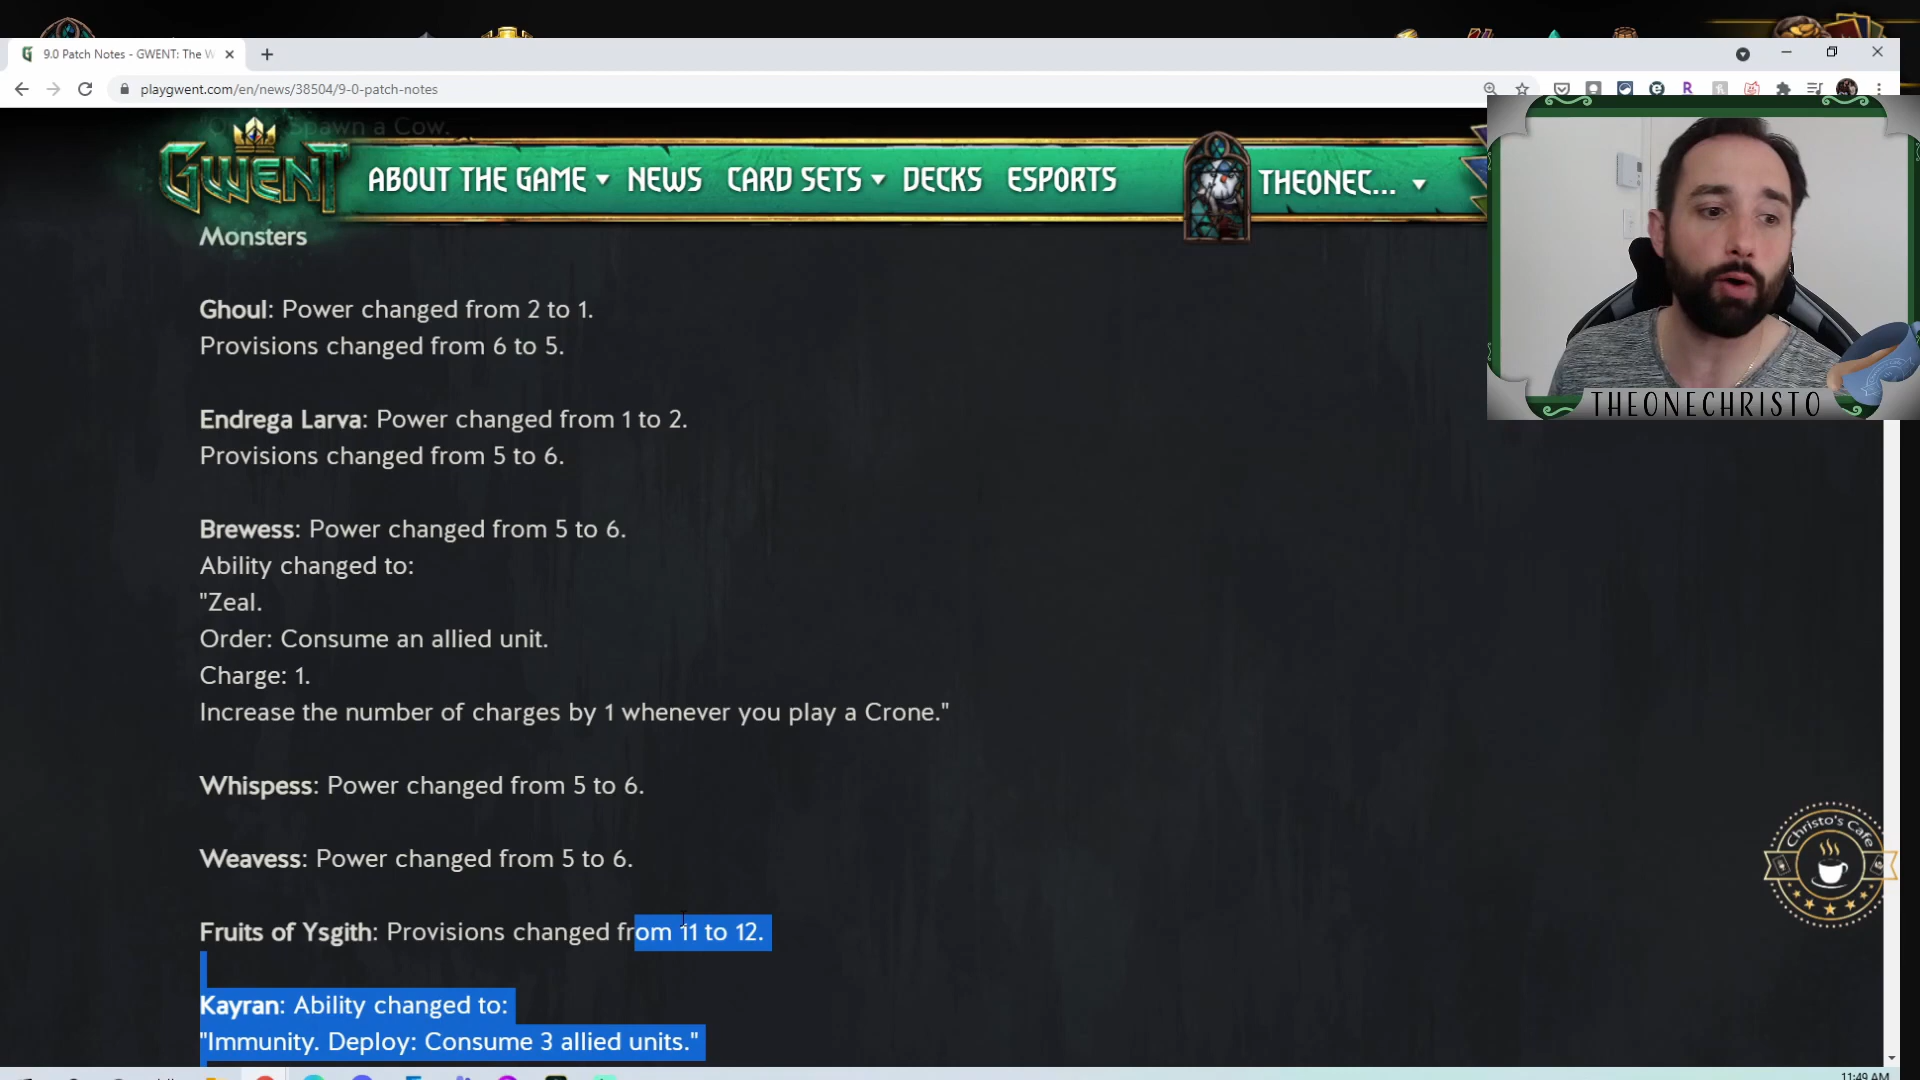 9.0 Patch Notes - GWENT: The W
playgwent.com/en/news/38504/9-0-patch-notes
Spawn a Cow.
GWENT
ABOUT THE GAME NEWS CARD SETS DECKS ESPORTS THEONEC...
Monsters
Ghoul: Power changed from 2 to 1.
Provisions changed from 6 to 5.
Endrega Larva: Power changed from 1 to 2.
Provisions changed from 5 to 6.
Brewess: Power changed from 5 to 6.
Ability changed to:
"Zeal.
Order: Consume an allied unit.
Charge: 1.
Increase the number of charges by 1 whenever you play a Crone."
Whispess: Power changed from 5 to 6.
Weavess: Power changed from 5 to 6.
Fruits of Ysgith: Provisions changed from 11 to 12.
Kayran: Ability changed to:
"Immunity. Deploy: Consume 3 allied units."
THEONECHRISTO
Christo's Cafe
11:49 AM